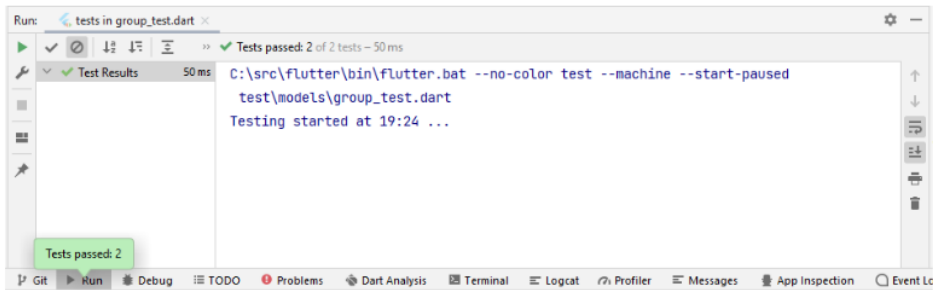 Run: tests in group_test.dart
Tests passed: 2 of 2 tests – 50 ms
Test Results 50 ms
C:\src\flutter\bin\flutter.bat --no-color test --machine --start-paused
test\models\group_test.dart
Testing started at 19:24 ...
Tests passed: 2
Git Run Debug TODO Problems Dart Analysis Terminal Logcat Profiler Messages App Inspection Event Lo